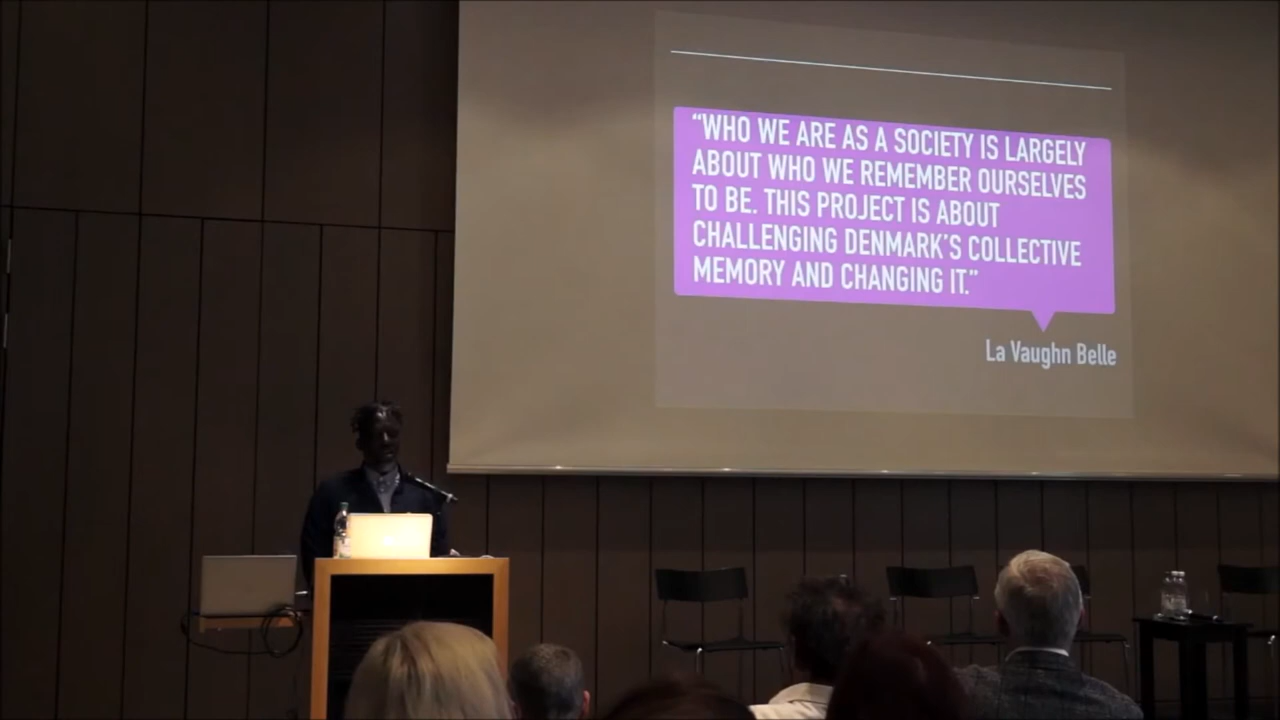 “WHO WE ARE AS A SOCIETY IS LARGELY
ABOUT WHO WE REMEMBER OURSELVES
TO BE. THIS PROJECT IS ABOUT
CHALLENGING DENMARK’S COLLECTIVE
MEMORY AND CHANGING IT.”
La Vaughn Belle